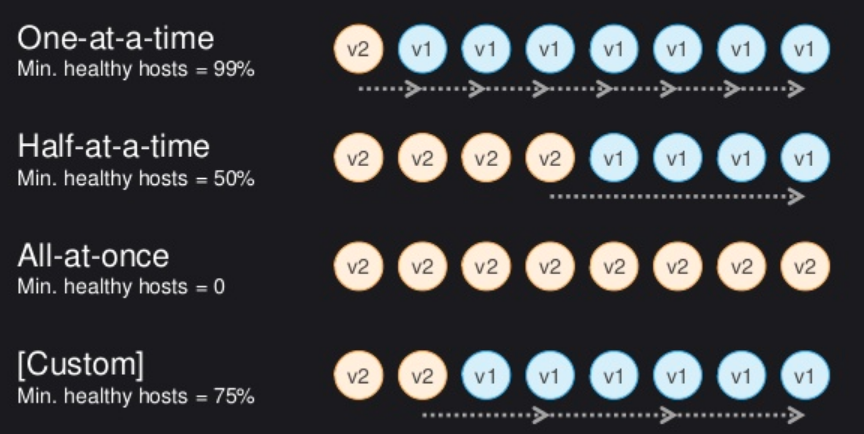 One-at-a-time
Min. healthy hosts = 99%
v2 v1 v1 v1 v1 v1 v1 v1
Half-at-a-time
Min. healthy hosts = 50%
v2 v2 v2 v2 v1 v1 v1 v1
All-at-once
Min. healthy hosts = 0
v2 v2 v2 v2 v2 v2 v2 v2
[Custom]
Min. healthy hosts = 75%
v2 v2 v1 v1 v1 v1 v1 v1